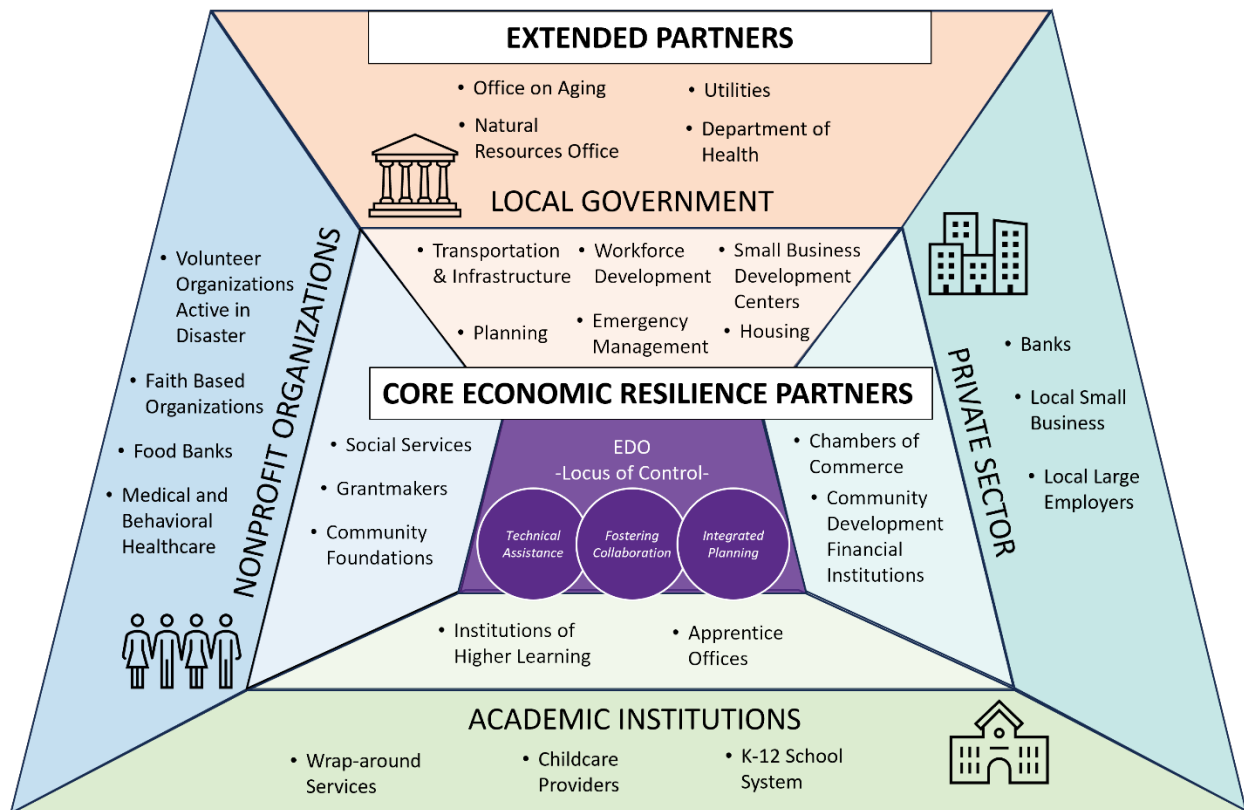 EXTENDED PARTNERS
• Office on Aging
• Natural
Resources Office
• Utilities
• Department of
Health
LOCAL GOVERNMENT
• Transportation
& Infrastructure
• Workforce
Development
• Small Business
Development
Centers
• Planning
• Emergency
Management
• Housing
• Volunteer
Organizations
Active in
Disaster
• Faith Based
Organizations
• Food Banks
• Medical and
Behavioral
Healthcare
NONPROFIT ORGANIZATIONS
CORE ECONOMIC RESILIENCE PARTNERS
• Social Services
• Grantmakers
• Community
Foundations
EDO
-Locus of Control-
Technical
Assistance
Fostering
Collaboration
Integrated
Planning
• Chambers of
Commerce
• Community
Development
Financial
Institutions
PRIVATE SECTOR
• Banks
• Local Small
Business
• Local Large
Employers
• Institutions of
Higher Learning
• Apprentice
Offices
ACADEMIC INSTITUTIONS
• Wrap-around
Services
• Childcare
Providers
• K-12 School
System